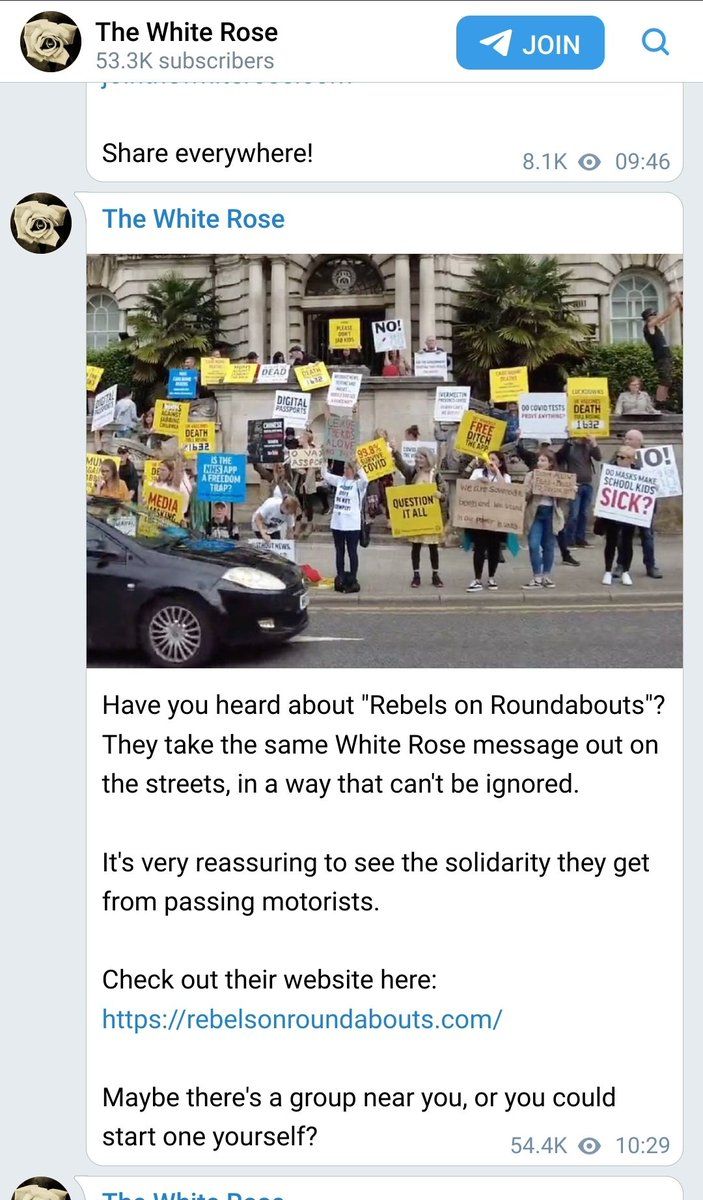 The White Rose
53.3K subscribers
JOIN
Share everywhere!
8.1K 09:46
The White Rose
PLEASE
DON'T
JAB KIDS
NO!
DEAD
DEATH
1632
DIGITAL
PASSPORTS
DO COVID TESTS
PROVE ANYTHING?
LOCKDOWNS
DEATH
1632
DEATH
1632
IS THE
NHS APP
A FREEDOM
TRAP?
MEDIA
99.8%
SURVIVE
COVID
FREE
DITCH
THE APP
QUESTION
IT ALL
NO!
DO MASKS MAKE
SCHOOL KIDS
SICK?
Have you heard about "Rebels on Roundabouts"?
They take the same White Rose message out on
the streets, in a way that can't be ignored.
It's very reassuring to see the solidarity they get
from passing motorists.
Check out their website here:
https://rebelsonroundabouts.com/
Maybe there's a group near you, or you could
start one yourself?
54.4K 10:29
The White Rose